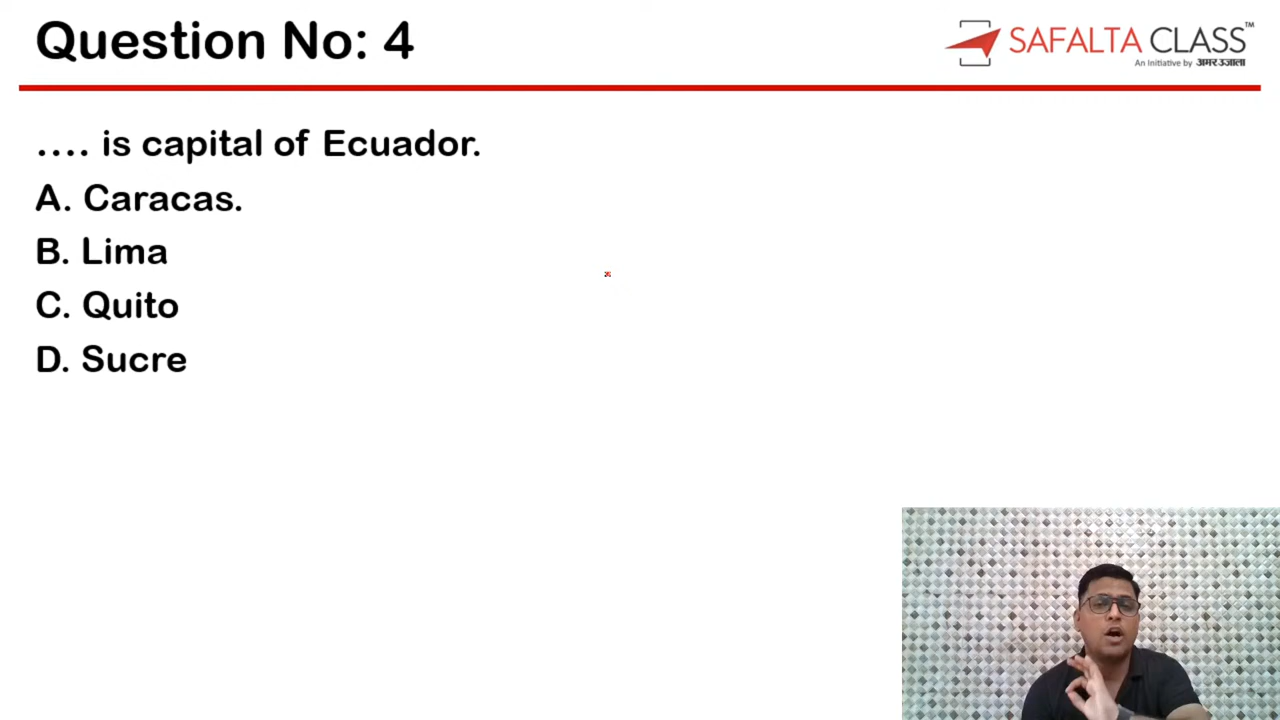 Question No: 4
SAFALTA CLASS™
An Initiative by अमर उजाला
.... is capital of Ecuador.
A. Caracas.
B. Lima
C. Quito
D. Sucre